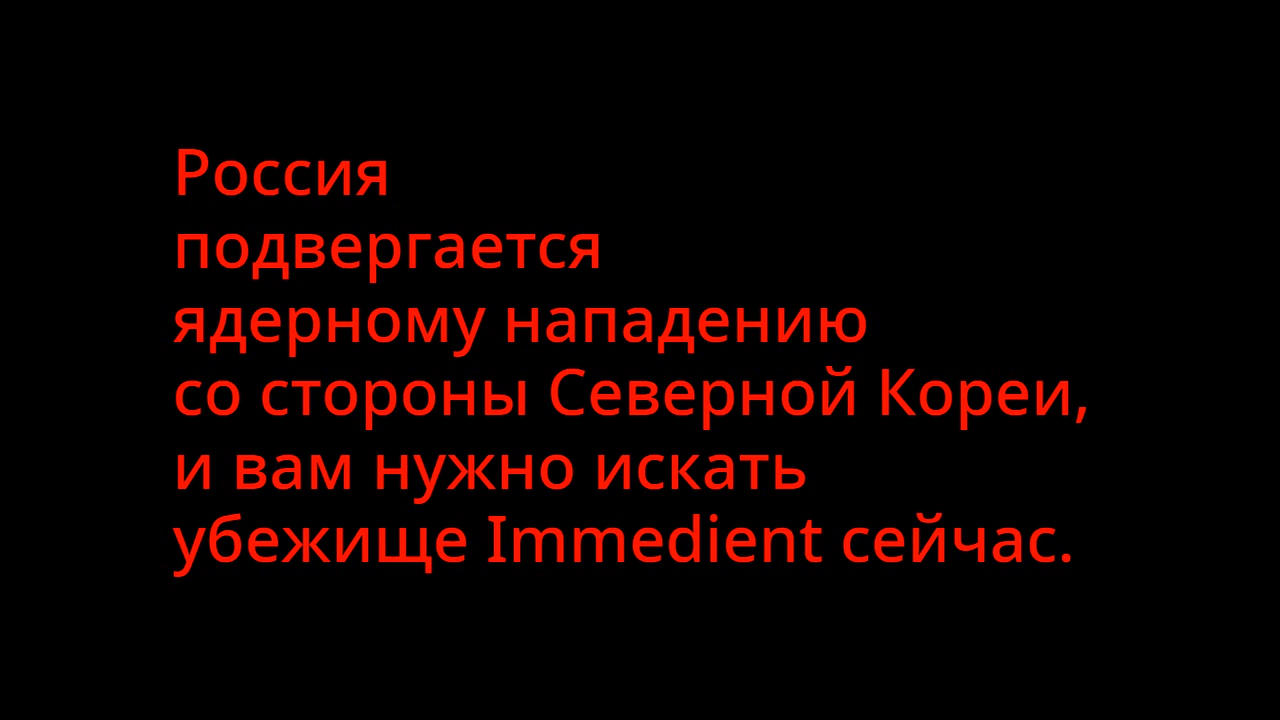 Россия
подвергается
ядерному нападению
со стороны Северной Кореи,
и вам нужно искать
убежище Immedient сейчас.